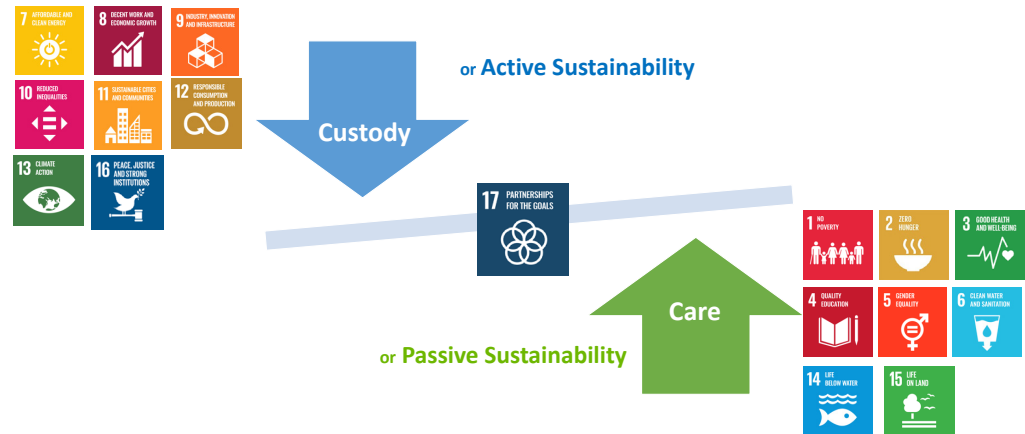 7 AFFORDABLE AND
CLEAN ENERGY
8 DECENT WORK AND
ECONOMIC GROWTH
9 INDUSTRY, INNOVATION
AND INFRASTRUCTURE
10 REDUCED
INEQUALITIES
11 SUSTAINABLE CITIES
AND COMMUNITIES
12 RESPONSIBLE
CONSUMPTION
AND PRODUCTION
13 CLIMATE
ACTION
16 PEACE, JUSTICE
AND STRONG
INSTITUTIONS
or Active Sustainability
Custody
17 PARTNERSHIPS
FOR THE GOALS
Care
or Passive Sustainability
1 NO
POVERTY
2 ZERO
HUNGER
3 GOOD HEALTH
AND WELL-BEING
4 QUALITY
EDUCATION
5 GENDER
EQUALITY
6 CLEAN WATER
AND SANITATION
14 LIFE
BELOW WATER
15 LIFE
ON LAND